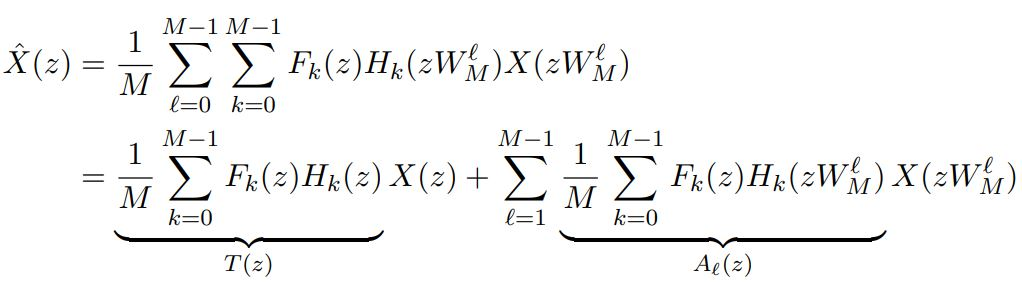 \hat{X}(z) = \frac{1}{M} \sum_{\ell=0}^{M-1} \sum_{k=0}^{M-1} F_k(z) H_k(zW_M^\ell) X(zW_M^\ell)
= \underbrace{\frac{1}{M} \sum_{k=0}^{M-1} F_k(z) H_k(z)}_{T(z)} X(z) + \sum_{\ell=1}^{M-1} \underbrace{\frac{1}{M} \sum_{k=0}^{M-1} F_k(z) H_k(zW_M^\ell)}_{A_\ell(z)} X(zW_M^\ell)